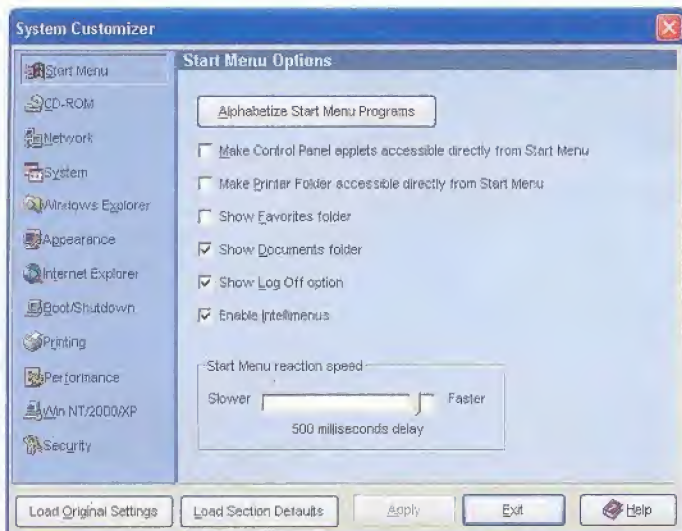 System Customizer
Start Menu
CD-ROM
Network
System
Windows Explorer
Appearance
Internet Explorer
Boot/Shutdown
Printing
Performance
Win NT/2000/XP
Security
Start Menu Options
Alphabetize Start Menu Programs
Make Control Panel applets accessible directly from Start Menu
Make Printer Folder accessible directly from Start Menu
Show Favorites folder
Show Documents folder
Show Log Off option
Enable Intellimenus
Start Menu reaction speed
Slower Faster
500 milliseconds delay
Load Original Settings Load Section Defaults Apply Exit Help